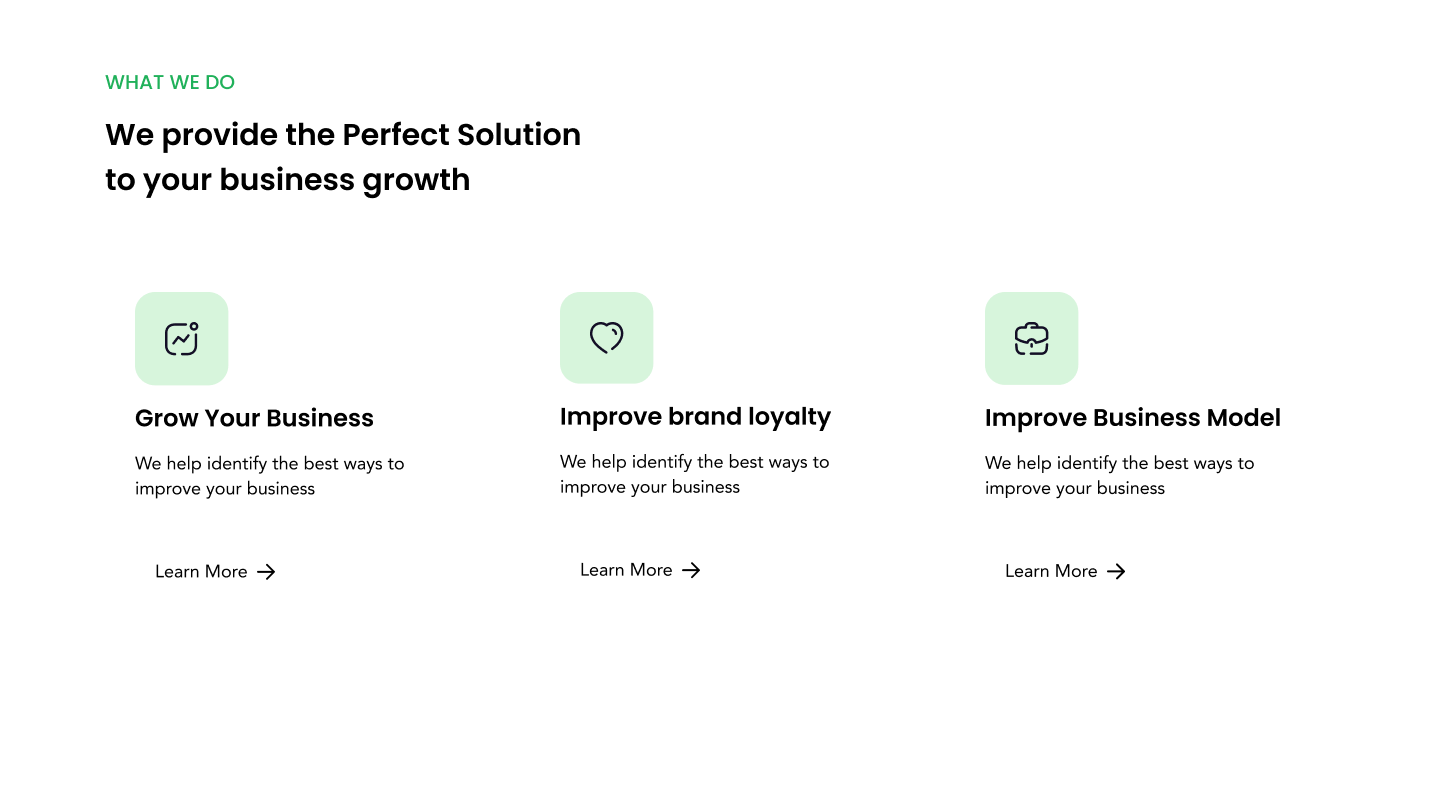 WHAT WE DO
We provide the Perfect Solution
to your business growth
Grow Your Business
We help identify the best ways to
improve your business
Learn More
Improve brand loyalty
We help identify the best ways to
improve your business
Learn More
Improve Business Model
We help identify the best ways to
improve your business
Learn More